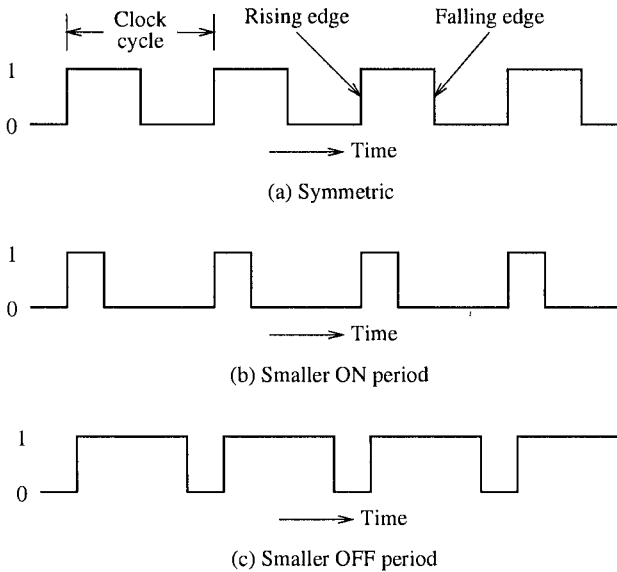 Clock
cycle
Rising edge
Falling edge
1
0
Time
(a) Symmetric
1
0
Time
(b) Smaller ON period
1
0
Time
(c) Smaller OFF period